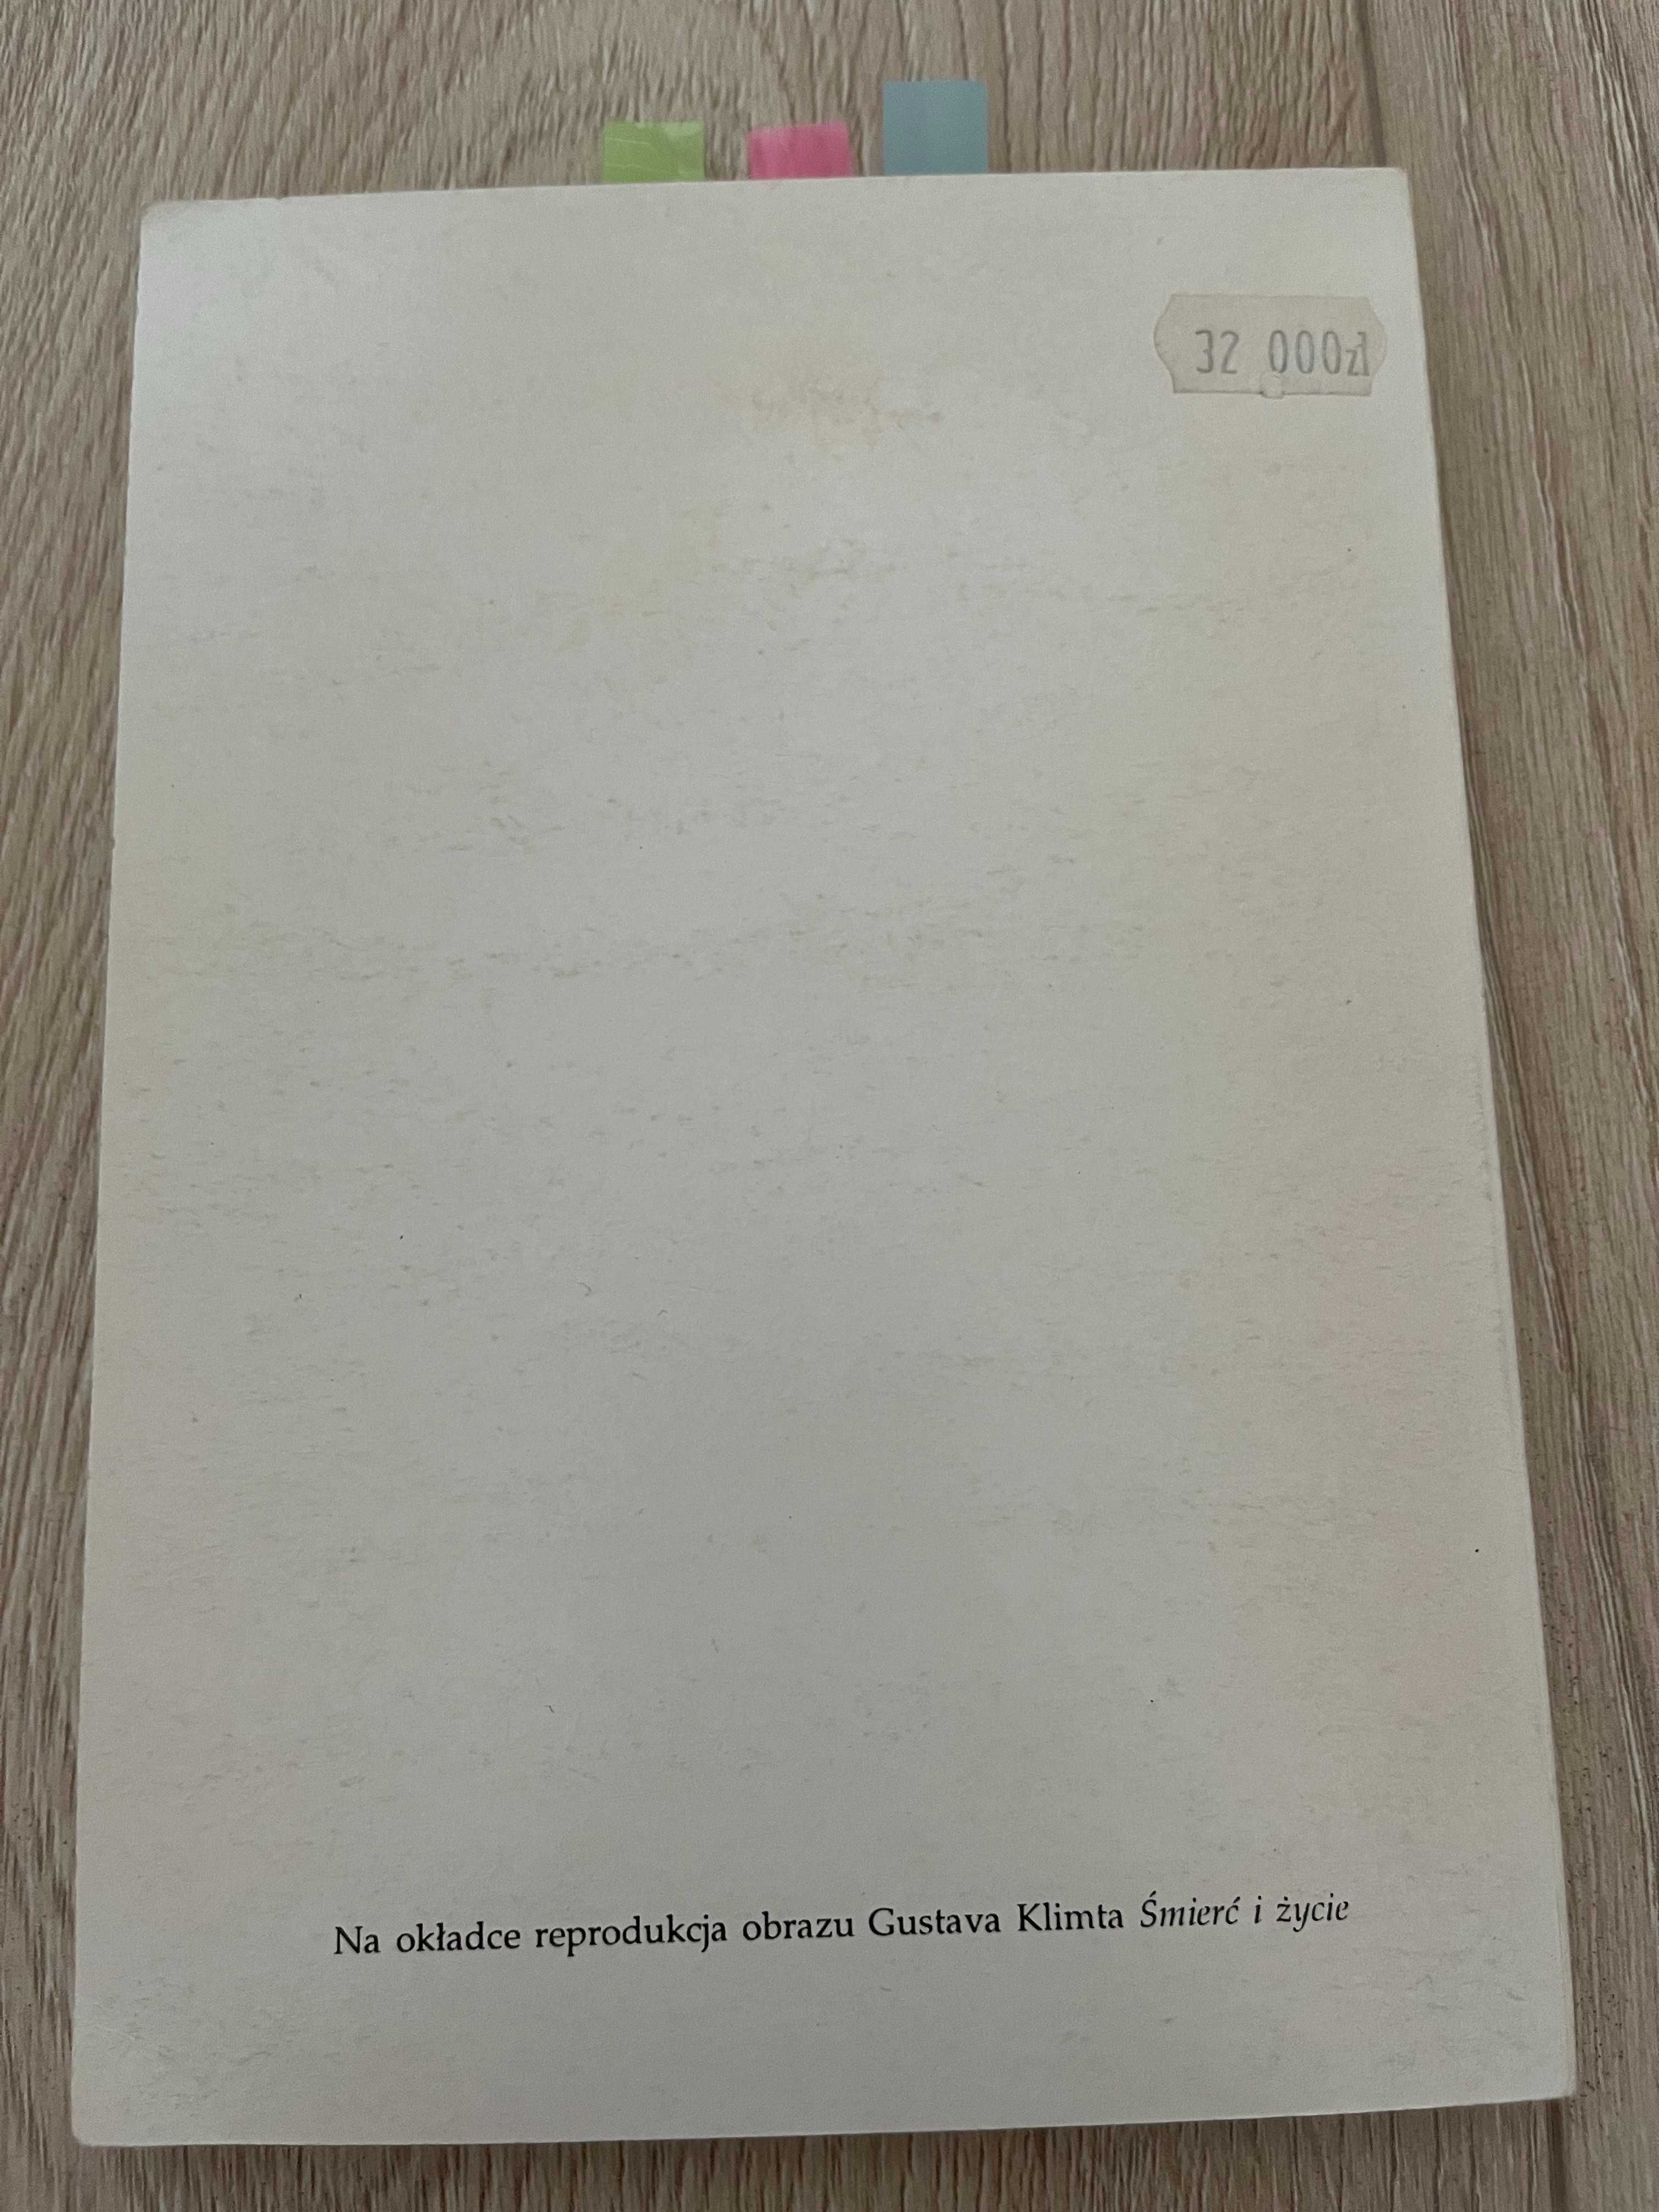 32 000zł
Na okładce reprodukcja obrazu Gustava Klimta Śmierć i życie